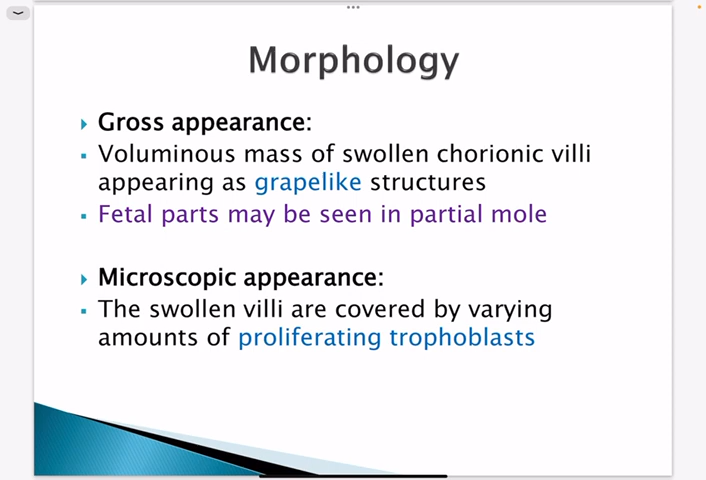 Morphology
Gross appearance:
Voluminous mass of swollen chorionic villi
appearing as grapelike structures
Fetal parts may be seen in partial mole
Microscopic appearance:
The swollen villi are covered by varying
amounts of proliferating trophoblasts